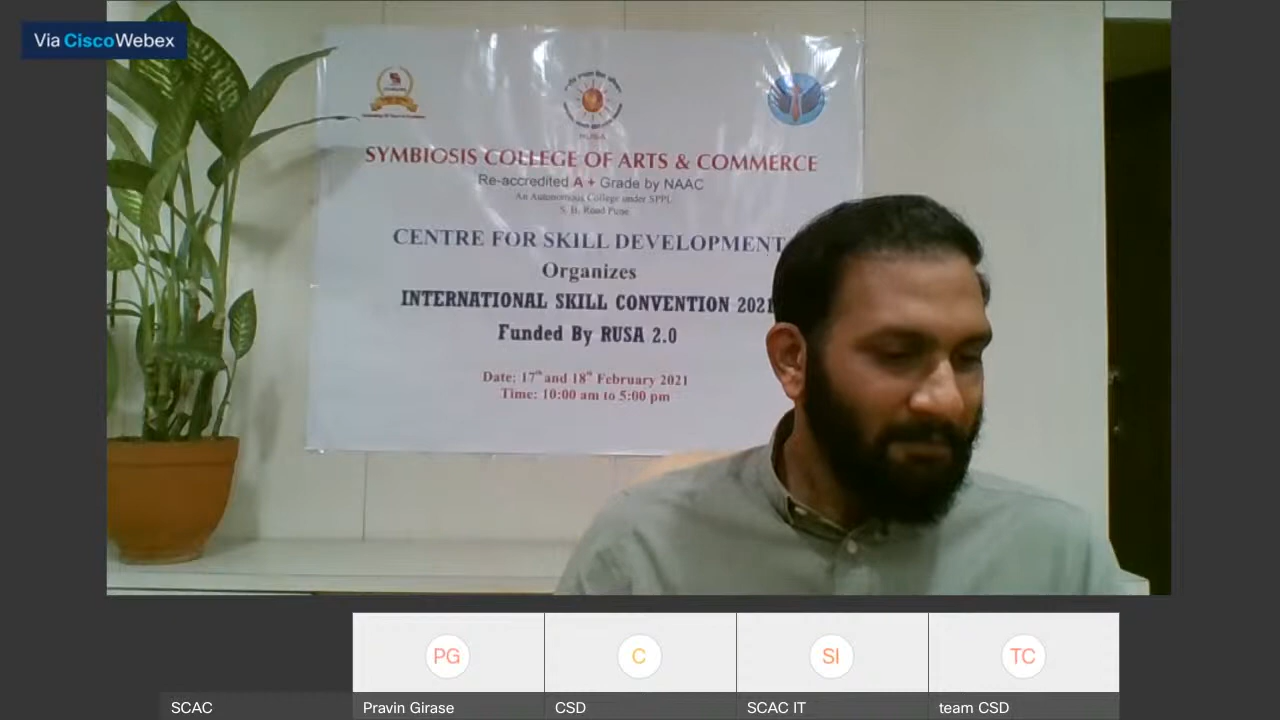 Via Cisco Webex
SYMBIOSIS COLLEGE OF ARTS & COMMERCE
Re-accredited A + Grade by NAAC
An Autonomous College under SPPU
S. B. Road Pune
CENTRE FOR SKILL DEVELOPMENT
Organizes
INTERNATIONAL SKILL CONVENTION 2021
Funded By RUSA 2.0
Date: 17th and 18th February 2021
Time: 10:00 am to 5:00 pm
PG
C
SI
TC
SCAC
Pravin Girase
CSD
SCAC IT
team CSD